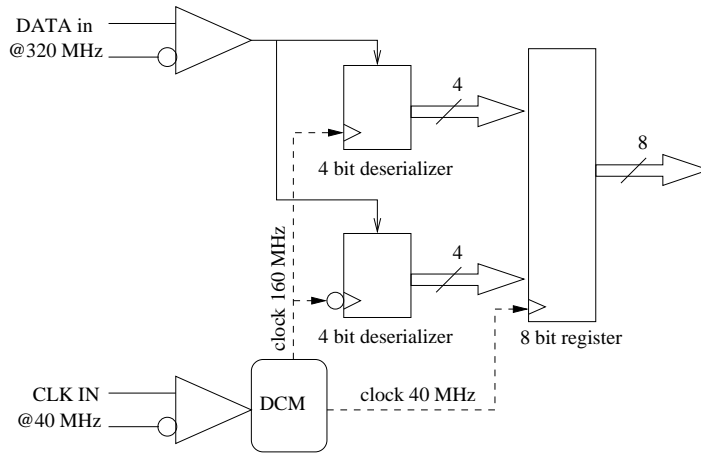 DATA in
@320 MHz
4
4 bit deserializer
8
clock 160 MHz
4
4 bit deserializer
8 bit register
CLK IN
@40 MHz
DCM
clock 40 MHz